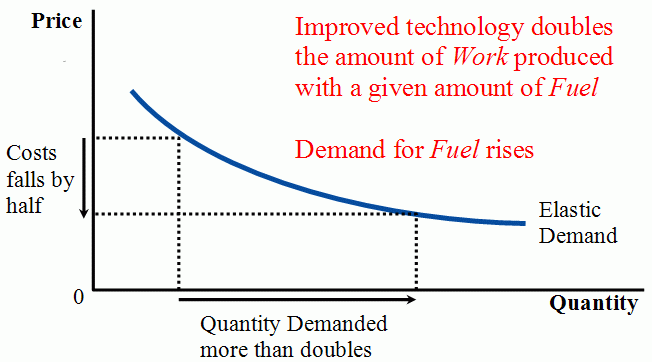 Price
Improved technology doubles
the amount of Work produced
with a given amount of Fuel
Demand for Fuel rises
Costs
falls by
half
Elastic
Demand
0
Quantity
Quantity Demanded
more than doubles